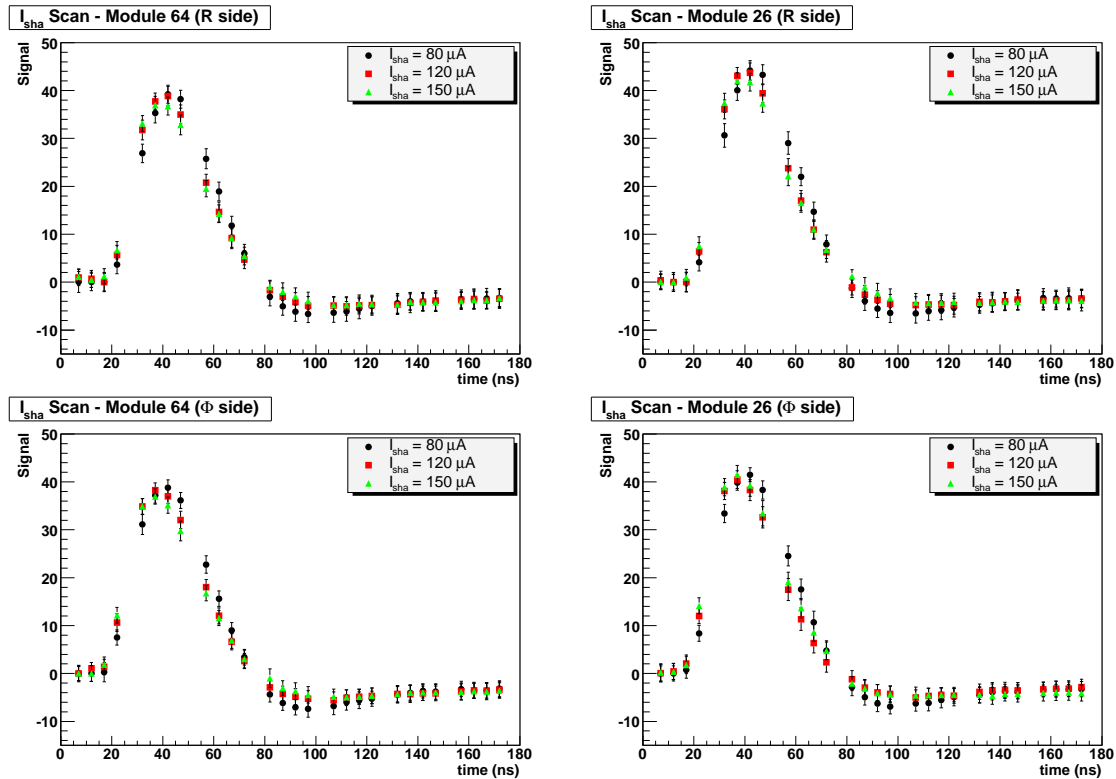 I_sha Scan - Module 64 (R side)
Signal
50
40
30
20
10
0
-10
I_sha = 80 μA
I_sha = 120 μA
I_sha = 150 μA
0 20 40 60 80 100 120 140 160 180
time (ns)
I_sha Scan - Module 26 (R side)
Signal
50
40
30
20
10
0
-10
I_sha = 80 μA
I_sha = 120 μA
I_sha = 150 μA
0 20 40 60 80 100 120 140 160 180
time (ns)
I_sha Scan - Module 64 (Φ side)
Signal
50
40
30
20
10
0
-10
I_sha = 80 μA
I_sha = 120 μA
I_sha = 150 μA
0 20 40 60 80 100 120 140 160 180
time (ns)
I_sha Scan - Module 26 (Φ side)
Signal
50
40
30
20
10
0
-10
I_sha = 80 μA
I_sha = 120 μA
I_sha = 150 μA
0 20 40 60 80 100 120 140 160 180
time (ns)